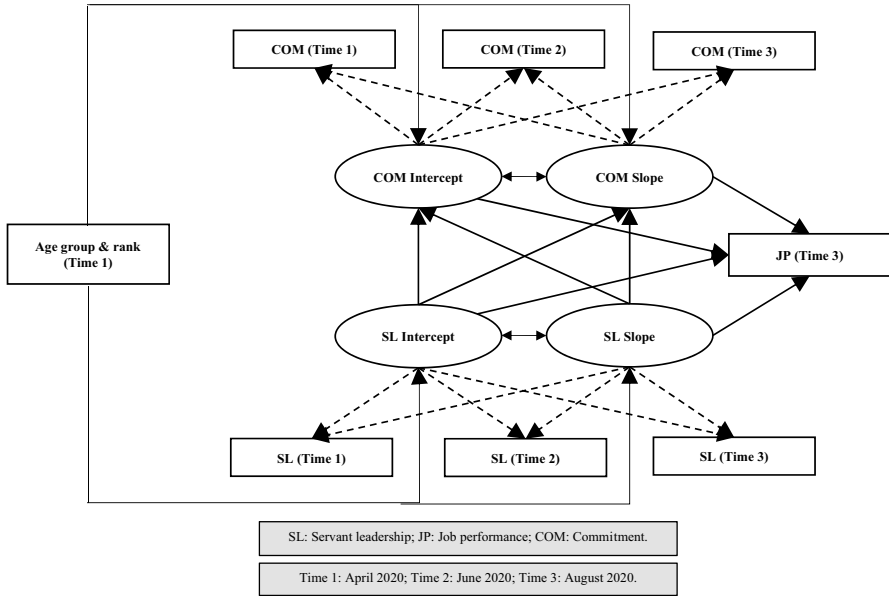 COM (Time 1)
COM (Time 2)
COM (Time 3)
COM Intercept
COM Slope
Age group & rank
(Time 1)
JP (Time 3)
SL Intercept
SL Slope
SL (Time 1)
SL (Time 2)
SL (Time 3)
SL: Servant leadership; JP: Job performance; COM: Commitment.
Time 1: April 2020; Time 2: June 2020; Time 3: August 2020.